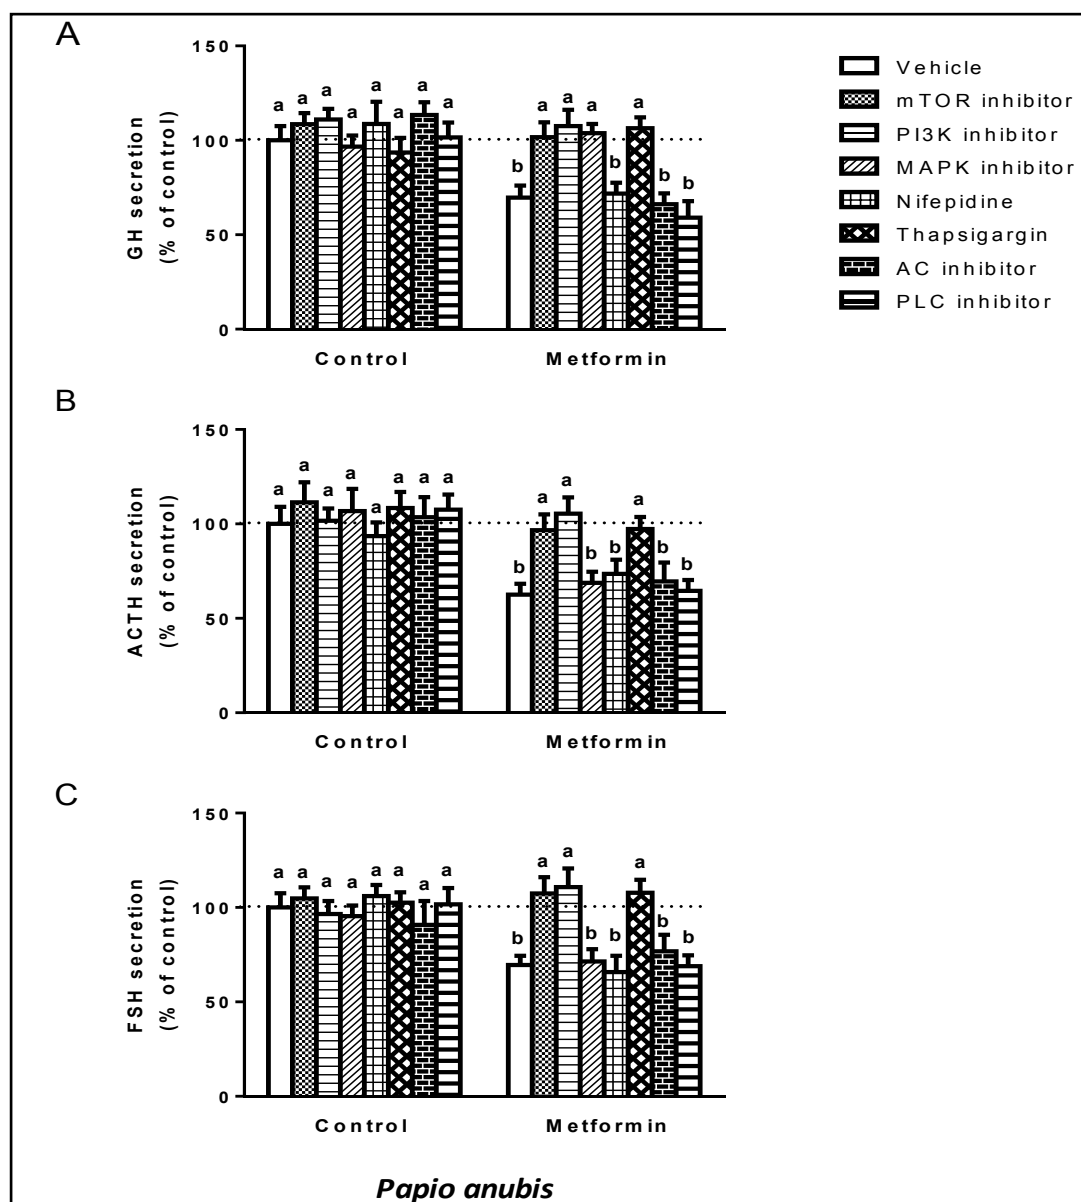 A
150
100
50
0
GH secretion
(% of control)
a a a a a a a a
b a a a b a b b
Control Metformin
Vehicle
mTOR inhibitor
PI3K inhibitor
MAPK inhibitor
Nifepidine
Thapsigargin
AC inhibitor
PLC inhibitor
B
150
100
50
0
ACTH secretion
(% of control)
a a a a a a a a
b a a b b a b b
Control Metformin
C
150
100
50
0
FSH secretion
(% of control)
a a a a a a a a
b a a b b a b b
Control Metformin
Papio anubis